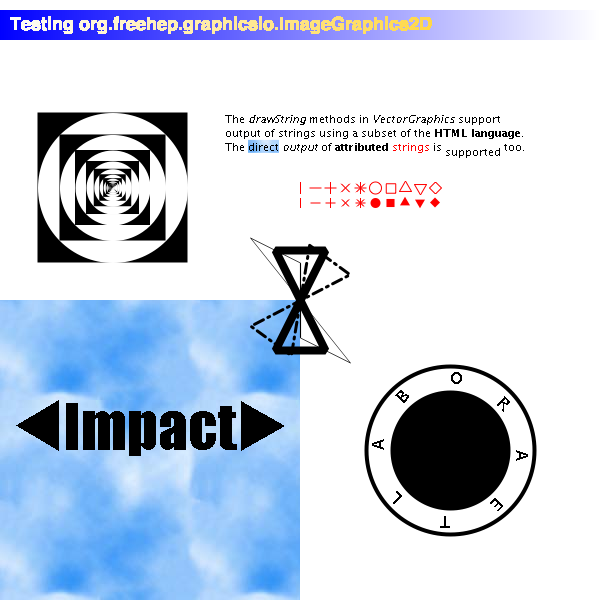 Testing org.freehep.graphicsio.ImageGraphics2D
The drawString methods in VectorGraphics support
output of strings using a subset of the HTML language.
The direct output of attributed strings is supported too.
Impact
LABORAET